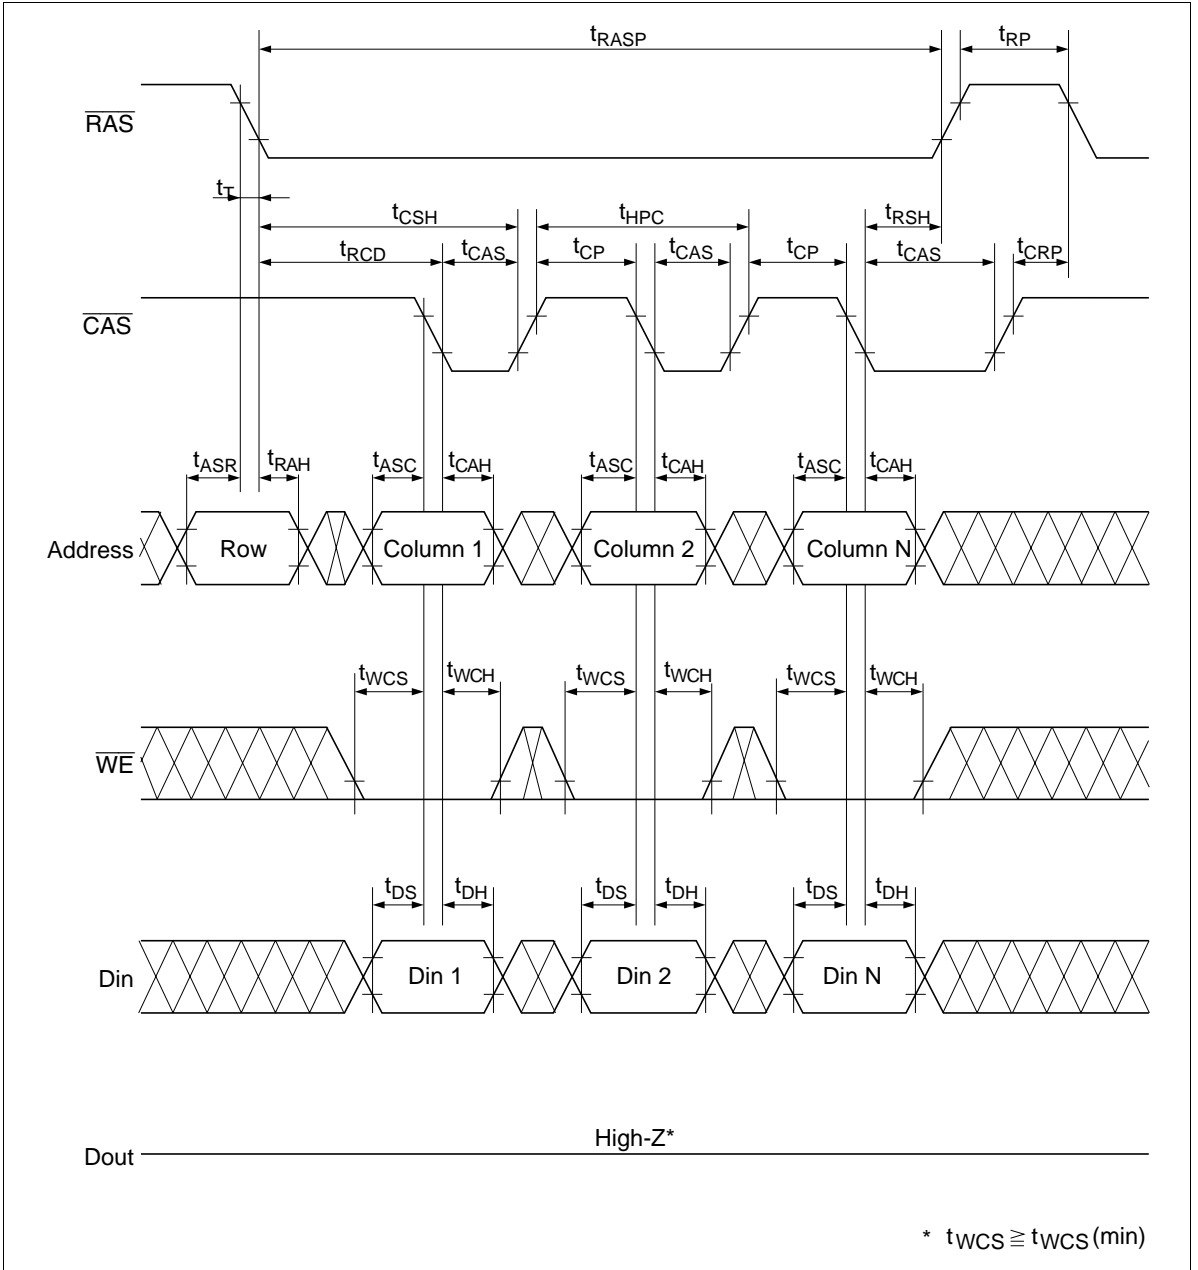 tRASP tRP
RAS
tT
tCSH tHPC tRSH
tRCD tCAS tCP tCAS tCP tCAS tCRP
CAS
tASR tRAH tASC tCAH tASC tCAH tASC tCAH
Address Row Column 1 Column 2 Column N
tWCS tWCH tWCS tWCH tWCS tWCH
WE
tDS tDH tDS tDH tDS tDH
Din Din 1 Din 2 Din N
High-Z*
Dout
* tWCS ≧ tWCS (min)